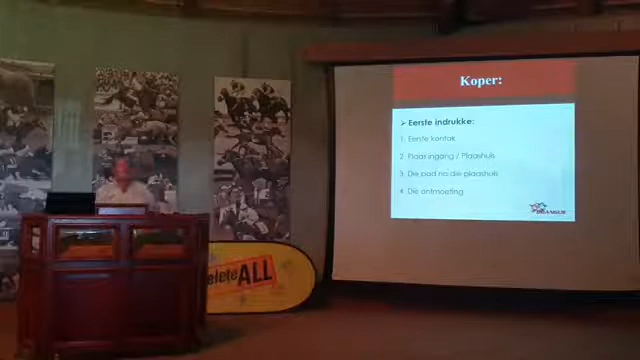 Koper:
➤ Eerste indrukke:
1. Eerste kontak
2. Plaas ingang / Plaashuis
3. Die pad na die plaashuis
4. Die ontmoeting
eleteALL